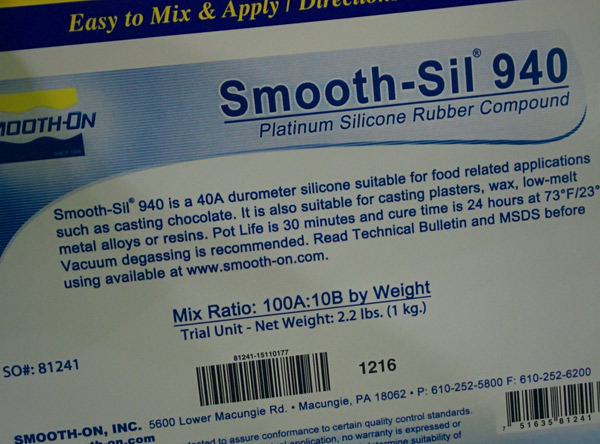 Easy to Mix & Apply /
MOOTH-ON
Smooth-Sil® 940
Platinum Silicone Rubber Compound
Smooth-Sil® 940 is a 40A durometer silicone suitable for food related applications
such as casting chocolate. It is also suitable for casting plasters, wax, low-melt
metal alloys or resins. Pot Life is 30 minutes and cure time is 24 hours at 73°F/23°
Vacuum degassing is recommended. Read Technical Bulletin and MSDS before
using available at www.smooth-on.com.
Mix Ratio: 100A:10B by Weight
Trial Unit - Net Weight: 2.2 lbs. (1 kg.)
SO#: 81241
81241-15110177
1216
SMOOTH-ON, INC. 5600 Lower Macungie Rd. • Macungie, PA 18062 • P: 610-252-5800 F: 610-252-6200
to assure conformance to certain quality control standards.
application, no warranty is expressed or
determine suitability of
7 51635 81241